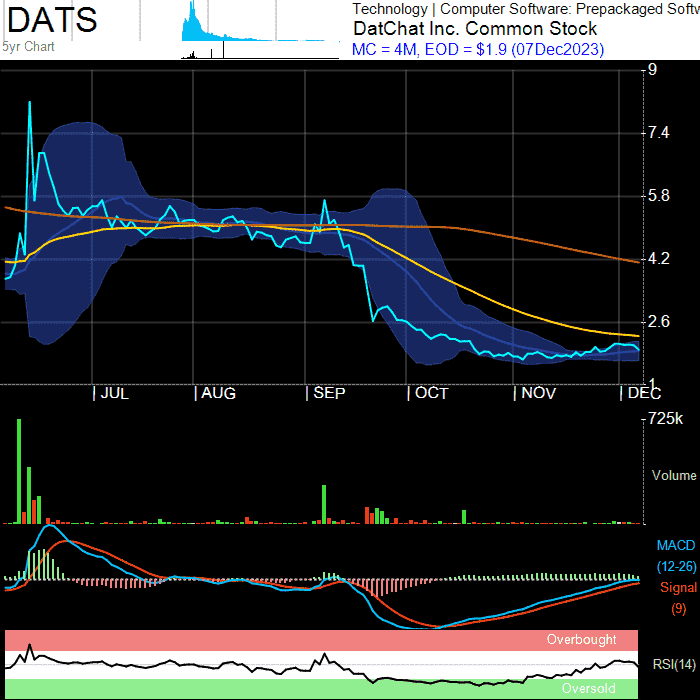 DATS
5yr Chart
Technology | Computer Software: Prepackaged Softw
DatChat Inc. Common Stock
MC = 4M, EOD = $1.9 (07Dec2023)
9
7.4
5.8
4.2
2.6
1
| JUL | AUG | SEP | OCT | NOV | DEC
725k
Volume
MACD
(12-26)
Signal
(9)
Overbought
RSI(14)
Oversold